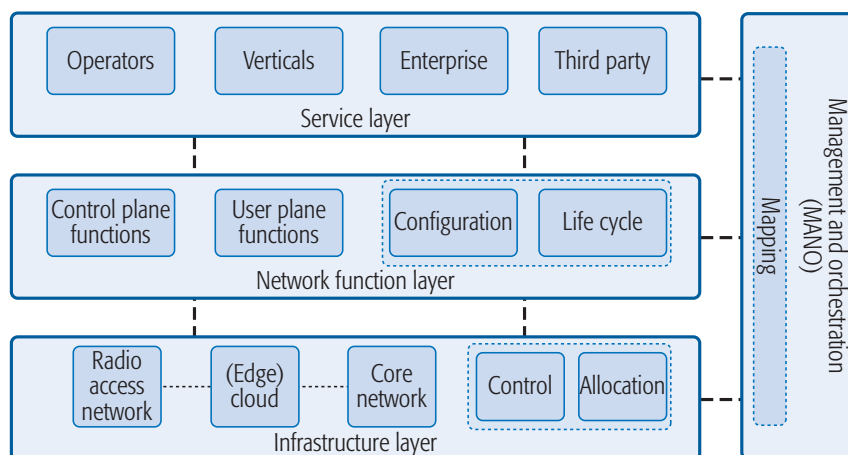 Operators
Verticals
Enterprise
Third party
Service layer
Control plane
functions
User plane
functions
Configuration
Life cycle
Network function layer
Radio
access
network
(Edge)
cloud
Core
network
Control
Allocation
Infrastructure layer
Mapping
Management and orchestration
(MANO)